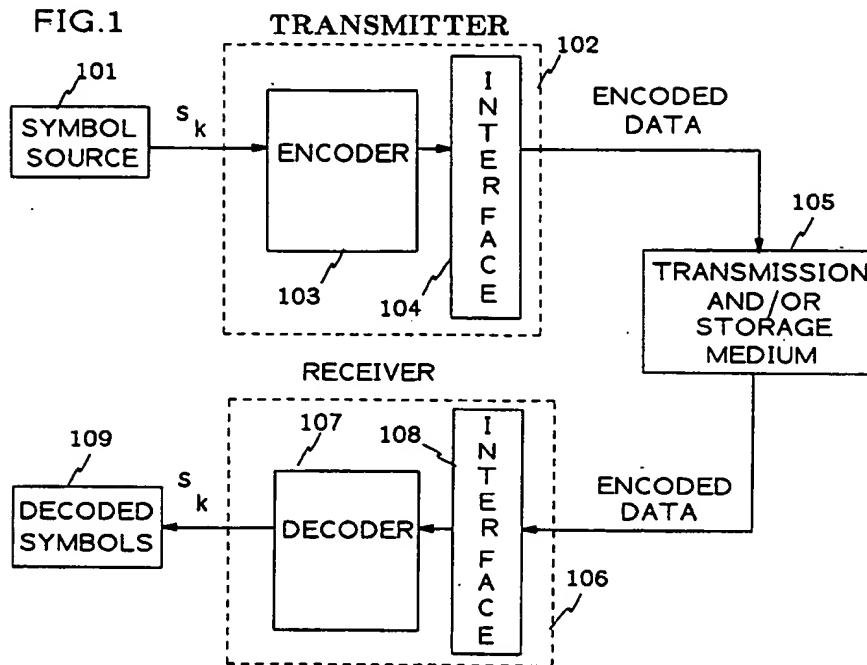 FIG.1
TRANSMITTER
101
SYMBOL
SOURCE
s k
ENCODER
103
INTERFACE
104
102
ENCODED
DATA
105
TRANSMISSION
AND/OR
STORAGE
MEDIUM
RECEIVER
109
DECODED
SYMBOLS
s k
107
DECODER
108
INTERFACE
ENCODED
DATA
106